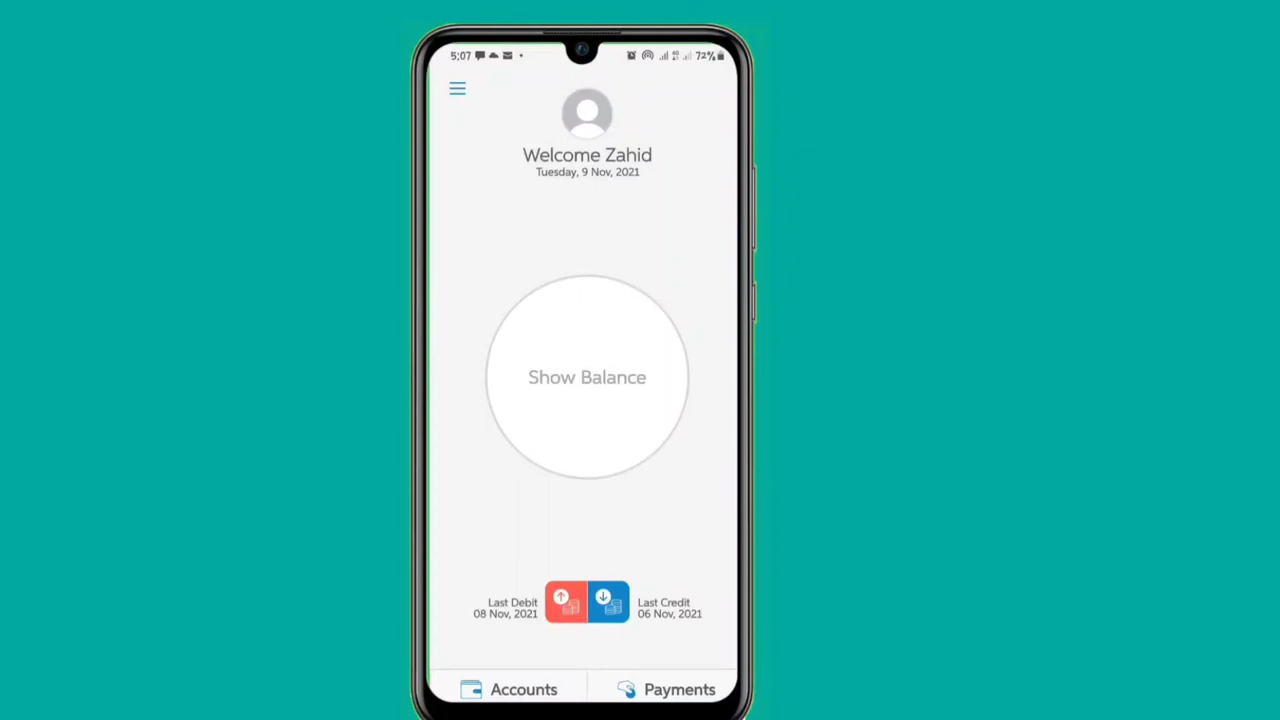 5:07 72%
Welcome Zahid
Tuesday, 9 Nov, 2021
Show Balance
Last Debit
08 Nov, 2021
Last Credit
06 Nov, 2021
Accounts
Payments